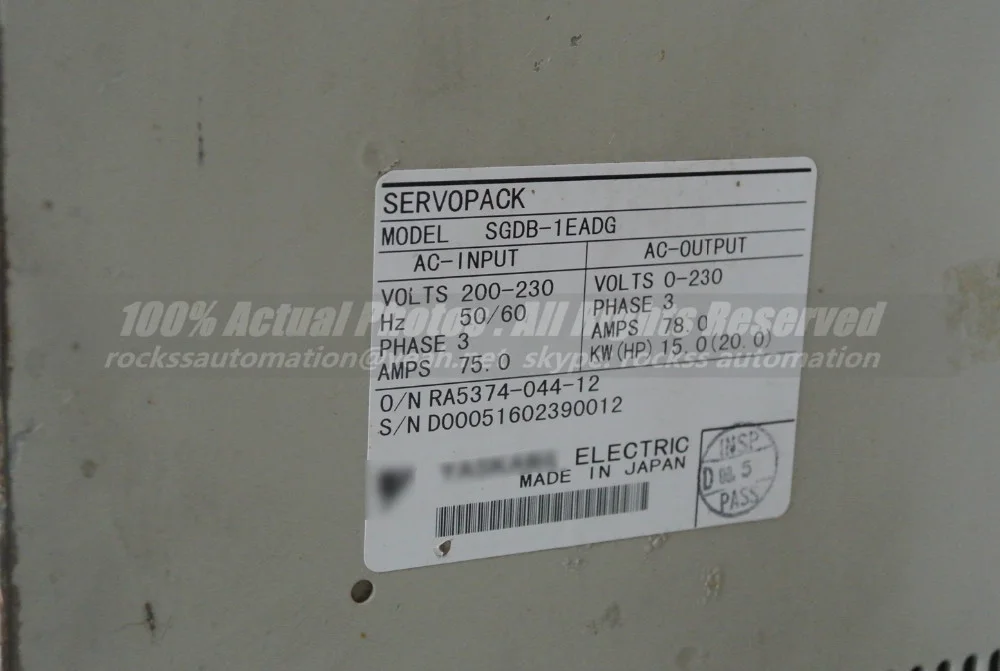 SERVOPACK
MODEL SGDB-1EADG
AC-INPUT
VOLTS 200-230
Hz 50/60
PHASE 3
AMPS 75.0
AC-OUTPUT
VOLTS 0-230
PHASE 3
AMPS 78.0
KW(HP) 15.0(20.0)
O/N RA5374-044-12
S/N D00051602390012
ELECTRIC
MADE IN JAPAN
INSP
D 5
PASS
100% Actual Photos . All Rights Reserved
rockssautomation@ skype: rockss automation